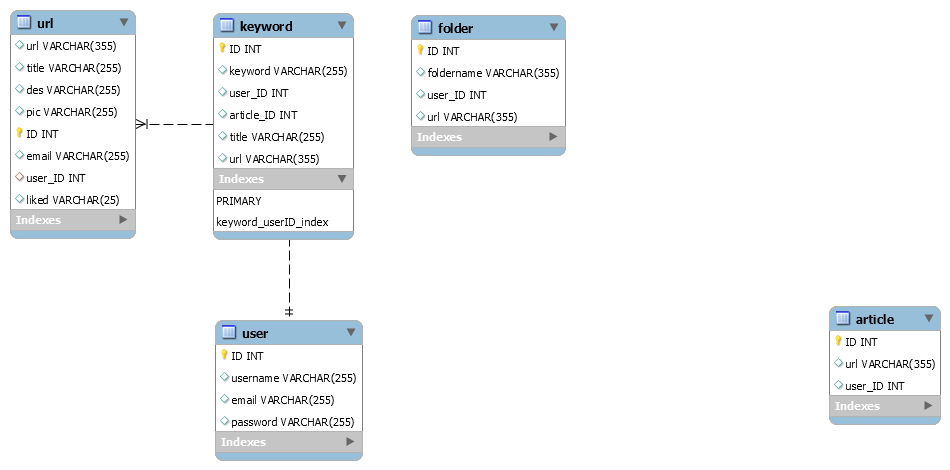 url
url VARCHAR(355)
title VARCHAR(255)
des VARCHAR(255)
pic VARCHAR(255)
ID INT
email VARCHAR(255)
user_ID INT
liked VARCHAR(25)
Indexes
keyword
ID INT
keyword VARCHAR(255)
user_ID INT
article_ID INT
title VARCHAR(255)
url VARCHAR(355)
Indexes
PRIMARY
keyword_userID_index
folder
ID INT
foldername VARCHAR(355)
user_ID INT
url VARCHAR(355)
Indexes
user
ID INT
username VARCHAR(255)
email VARCHAR(255)
password VARCHAR(255)
Indexes
article
ID INT
url VARCHAR(355)
user_ID INT
Indexes